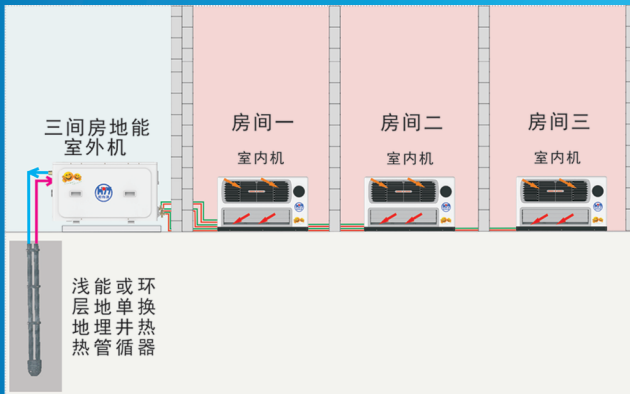 三间房地能
室外机
房间一
室内机
房间二
室内机
房间三
室内机
浅能或环
层地单换
地埋井热
热管循器